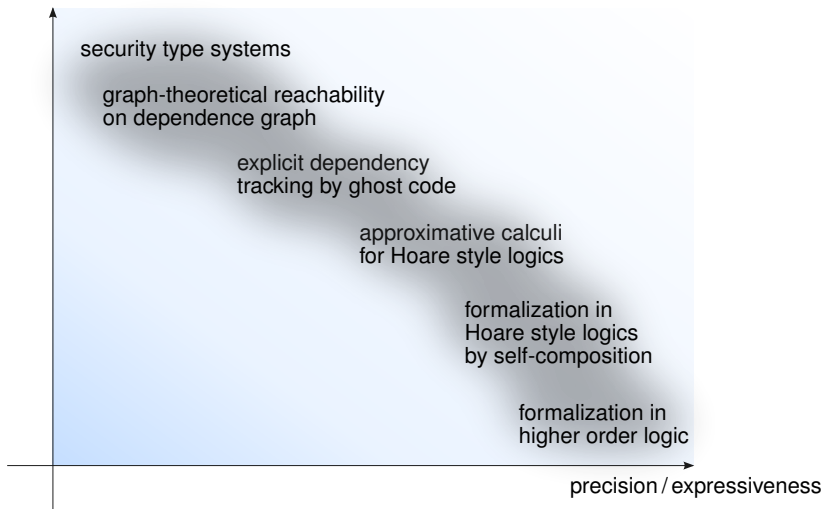 security type systems
graph-theoretical reachability
on dependence graph
explicit dependency
tracking by ghost code
approximative calculi
for Hoare style logics
formalization in
Hoare style logics
by self-composition
formalization in
higher order logic
precision / expressiveness